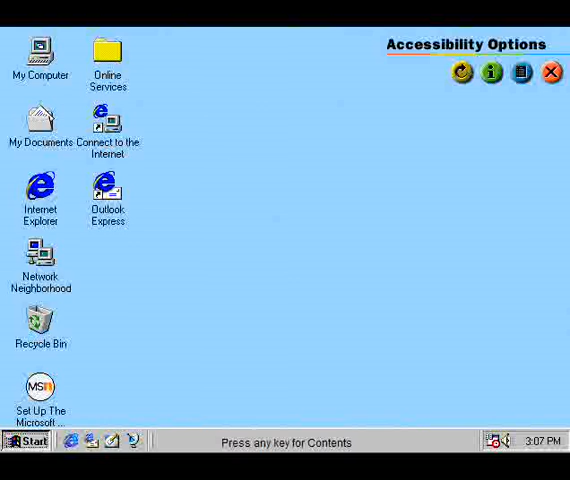 Accessibility Options
My Computer
Online
Services
My Documents
Connect to the
Internet
Internet
Explorer
Outlook
Express
Network
Neighborhood
Recycle Bin
MSN
Set Up The
Microsoft ...
Start
Press any key for Contents
3:07 PM